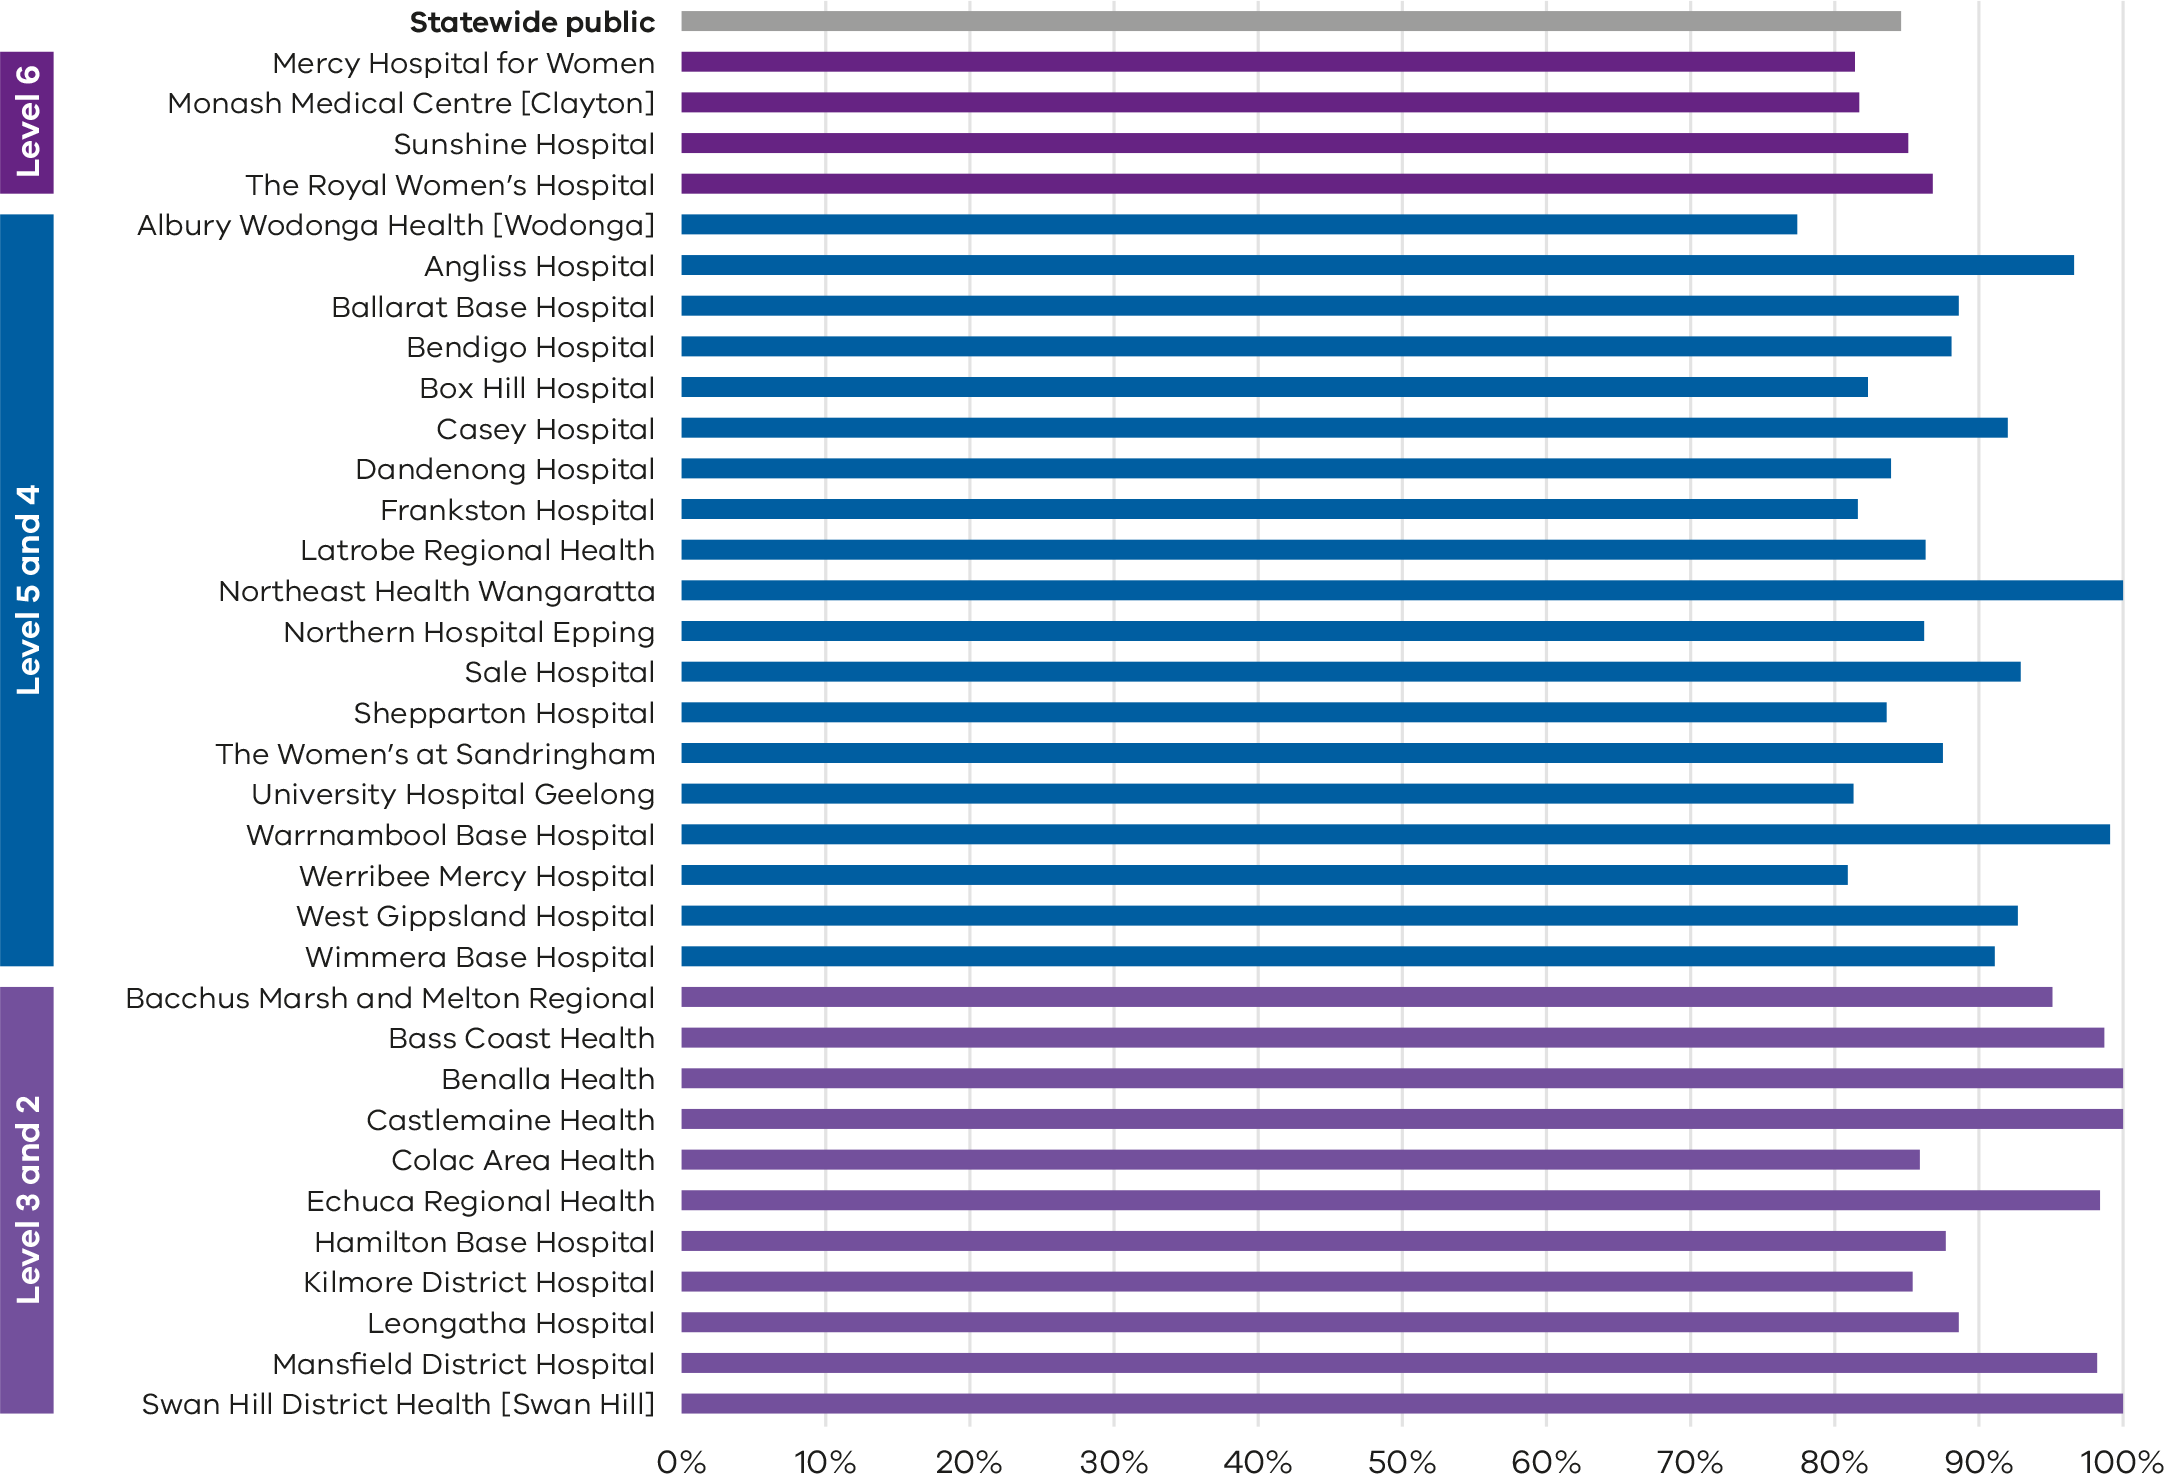 Statewide public
Level 6
Mercy Hospital for Women
Monash Medical Centre [Clayton]
Sunshine Hospital
The Royal Women’s Hospital
Level 5 and 4
Albury Wodonga Health [Wodonga]
Angliss Hospital
Ballarat Base Hospital
Bendigo Hospital
Box Hill Hospital
Casey Hospital
Dandenong Hospital
Frankston Hospital
Latrobe Regional Health
Northeast Health Wangaratta
Northern Hospital Epping
Sale Hospital
Shepparton Hospital
The Women’s at Sandringham
University Hospital Geelong
Warrnambool Base Hospital
Werribee Mercy Hospital
West Gippsland Hospital
Wimmera Base Hospital
Level 3 and 2
Bacchus Marsh and Melton Regional
Bass Coast Health
Benalla Health
Castlemaine Health
Colac Area Health
Echuca Regional Health
Hamilton Base Hospital
Kilmore District Hospital
Leongatha Hospital
Mansfield District Hospital
Swan Hill District Health [Swan Hill]
0% 10% 20% 30% 40% 50% 60% 70% 80% 90% 100%